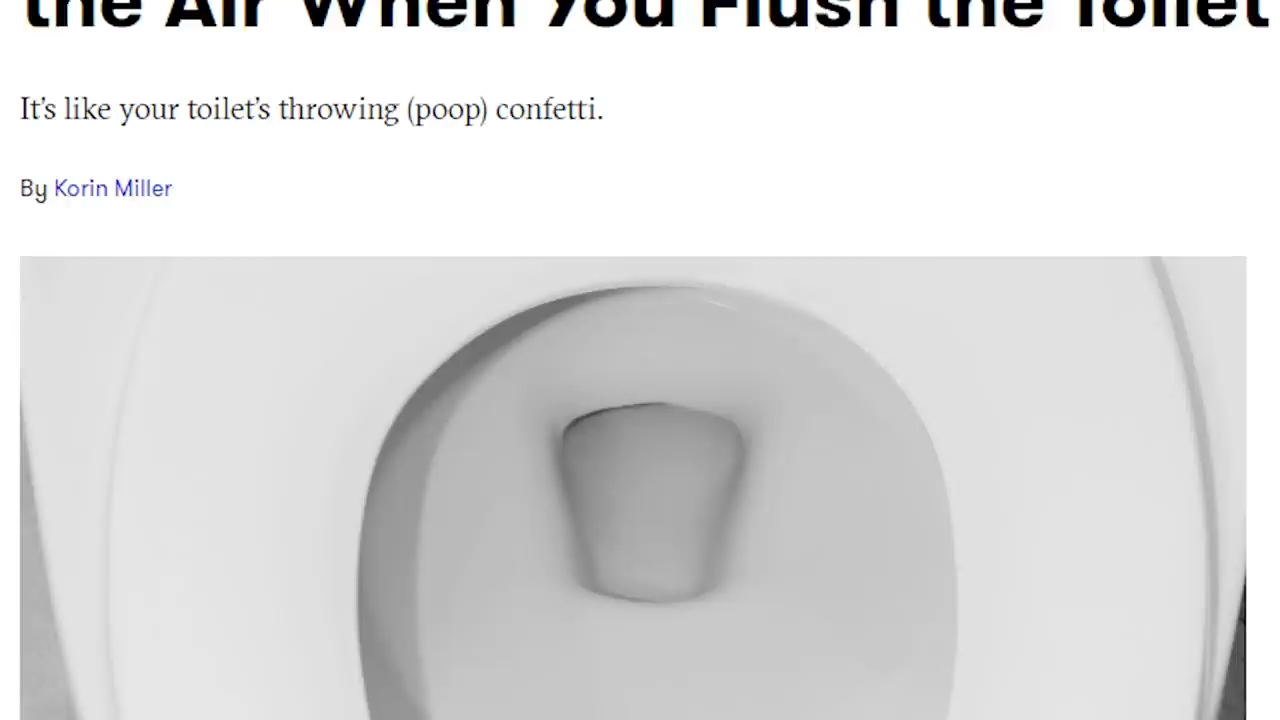 the Air When You Flush the Toilet
It's like your toilet's throwing (poop) confetti.
By Korin Miller